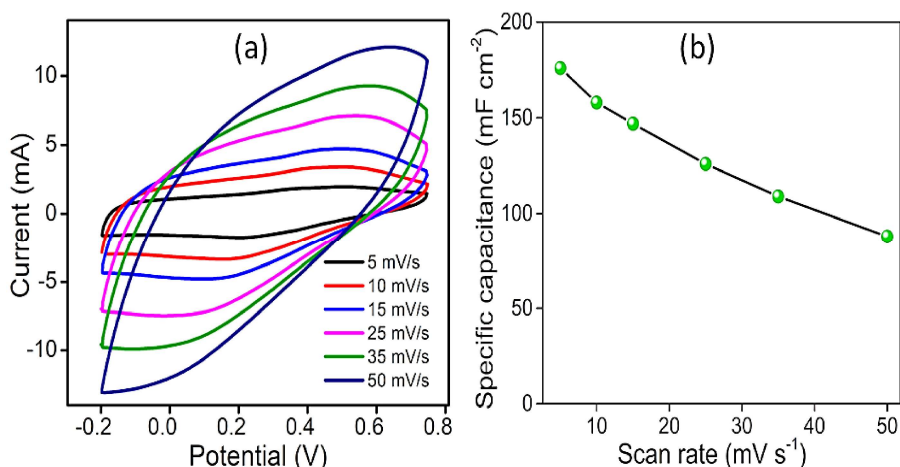 (a)
Current (mA)
10
5
0
-5
-10
-0.2
0.0
0.2
0.4
0.6
0.8
Potential (V)
5 mV/s
10 mV/s
15 mV/s
25 mV/s
35 mV/s
50 mV/s
(b)
Specific capacitance (mF cm⁻²)
200
150
100
50
0
10
20
30
40
50
Scan rate (mV s⁻¹)